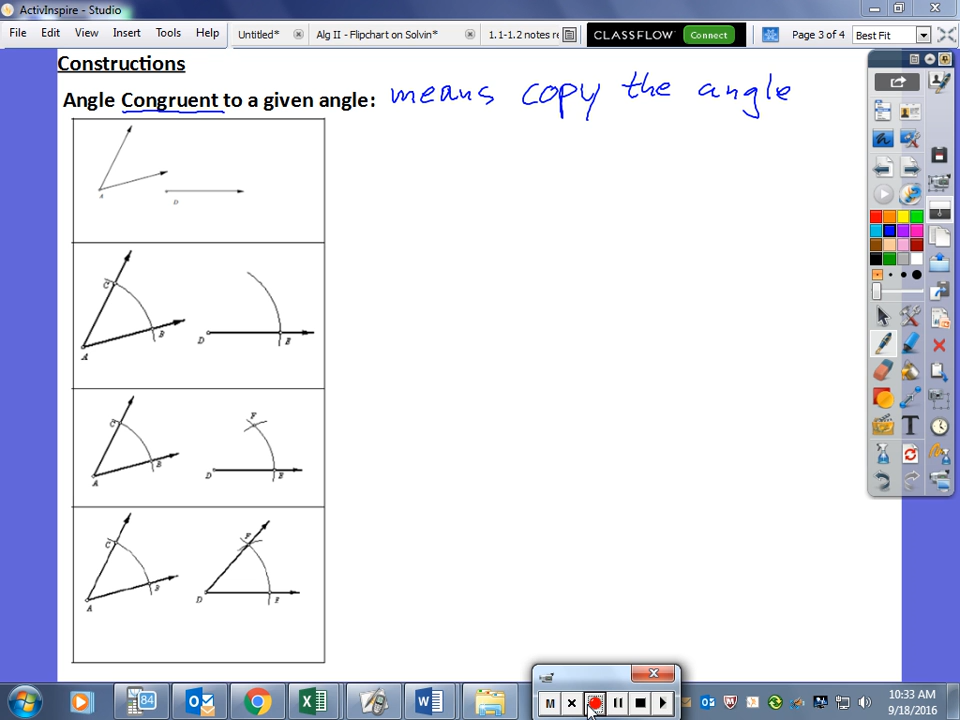 ActivInspire - Studio
File Edit View Insert Tools Help Untitled* Alg II - Flipchart on Solvin* 1.1-1.2 notes re CLASSFLOW Connect Page 3 of 4 Best Fit
Constructions
Angle Congruent to a given angle: means copy the angle
A D
C B A D E
C B A F D E
C B A F D
M
84
10:33 AM
9/18/2016